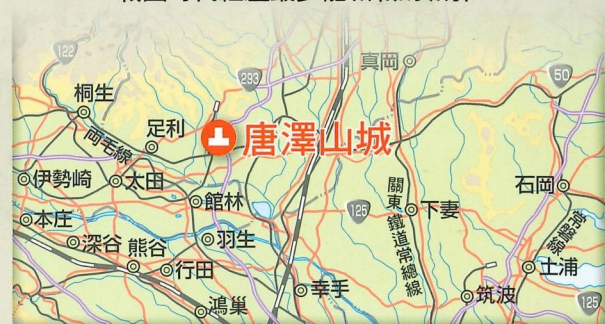 122
293
50
真岡
桐生
足利
両毛線
唐澤山城
伊勢崎
太田
館林
關東鐵道常總線
石岡
125
下妻
本庄
深谷
熊谷
羽生
行田
常磐線
土浦
鴻巢
幸手
筑波
125